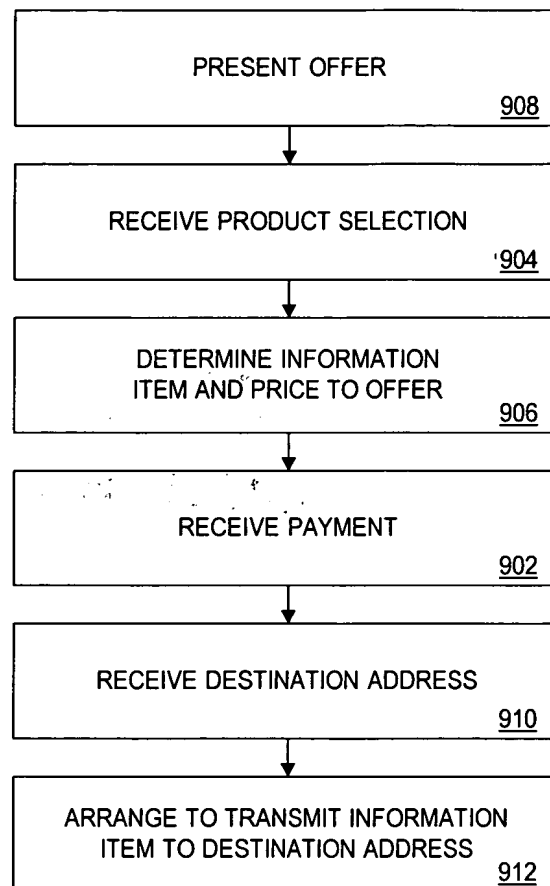 PRESENT OFFER
908
RECEIVE PRODUCT SELECTION
904
DETERMINE INFORMATION
ITEM AND PRICE TO OFFER
906
RECEIVE PAYMENT
902
RECEIVE DESTINATION ADDRESS
910
ARRANGE TO TRANSMIT INFORMATION
ITEM TO DESTINATION ADDRESS
912